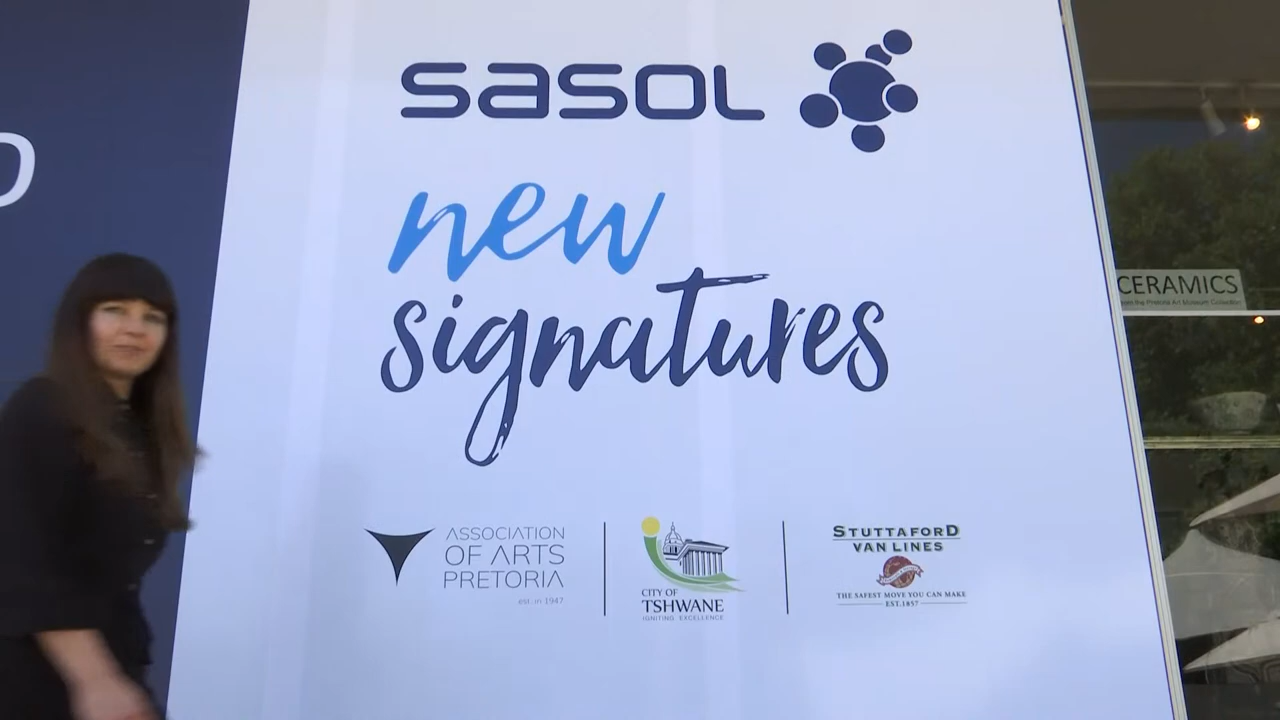 SASOL
new
signatures
CERAMICS
ASSOCIATION
OF ARTS
PRETORIA
est. in 1947
CITY OF
TSHWANE
IGNITING EXCELLENCE
STUTTAFORD
VAN LINES
THE SAFEST MOVE YOU CAN MAKE
EST.1857